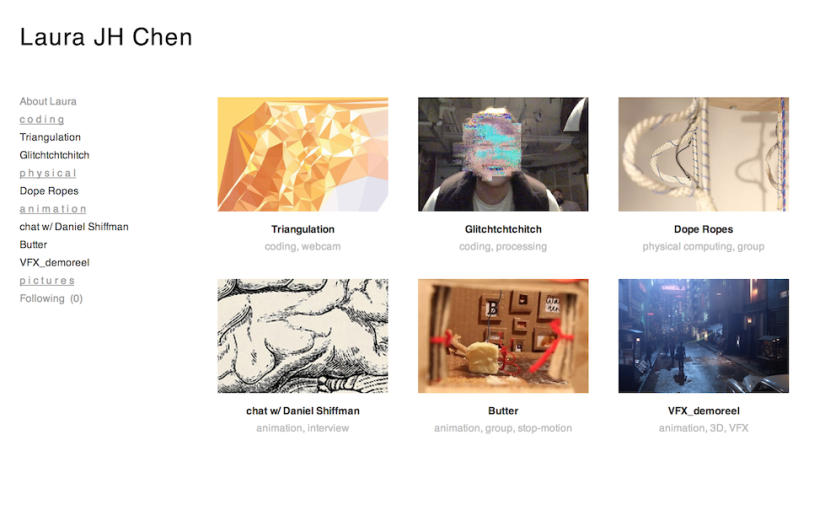 Laura JH Chen
About Laura
coding
Triangulation
Glitchtchtchitch
physical
Dope Ropes
animation
chat w/ Daniel Shiffman
Butter
VFX_demoreel
pictures
Following (0)
Triangulation
coding, webcam
Glitchtchtchitch
coding, processing
Dope Ropes
physical computing, group
chat w/ Daniel Shiffman
animation, interview
B
Butter
animation, group, stop-motion
VFX_demoreel
animation, 3D, VFX